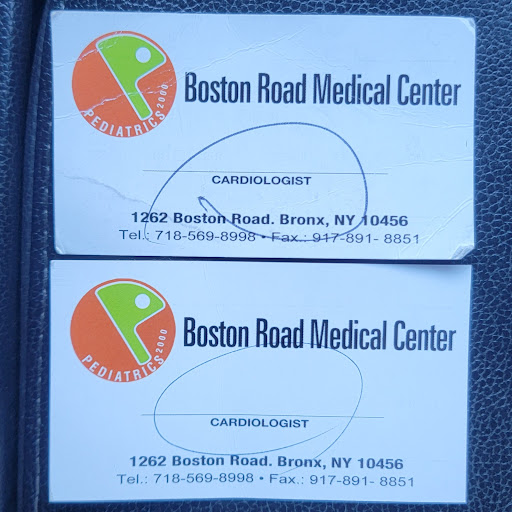 PEDIATRICS 2000
Boston Road Medical Center
CARDIOLOGIST
1262 Boston Road. Bronx, NY 10456
Tel.: 718-569-8998 • Fax.: 917-891- 8851
PEDIATRICS 2000
Boston Road Medical Center
CARDIOLOGIST
1262 Boston Road. Bronx, NY 10456
Tel.: 718-569-8998 • Fax.: 917-891- 8851